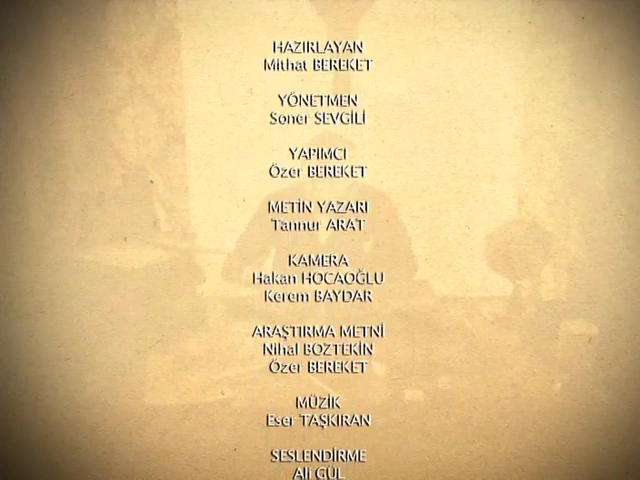 HAZIRLAYAN
Mithat BEREKET
YÖNETMEN
Soner SEVGİLİ
YAPIMCI
Özer BEREKET
METİN YAZARI
Tannur ARAT
KAMERA
Hakan HOCAOĞLU
Kerem BAYDAR
ARAŞTIRMA METNİ
Nihal BOZTEKİN
Özer BEREKET
MÜZİK
Eser TAŞKIRAN
SESLENDİRME
Ali GÜL